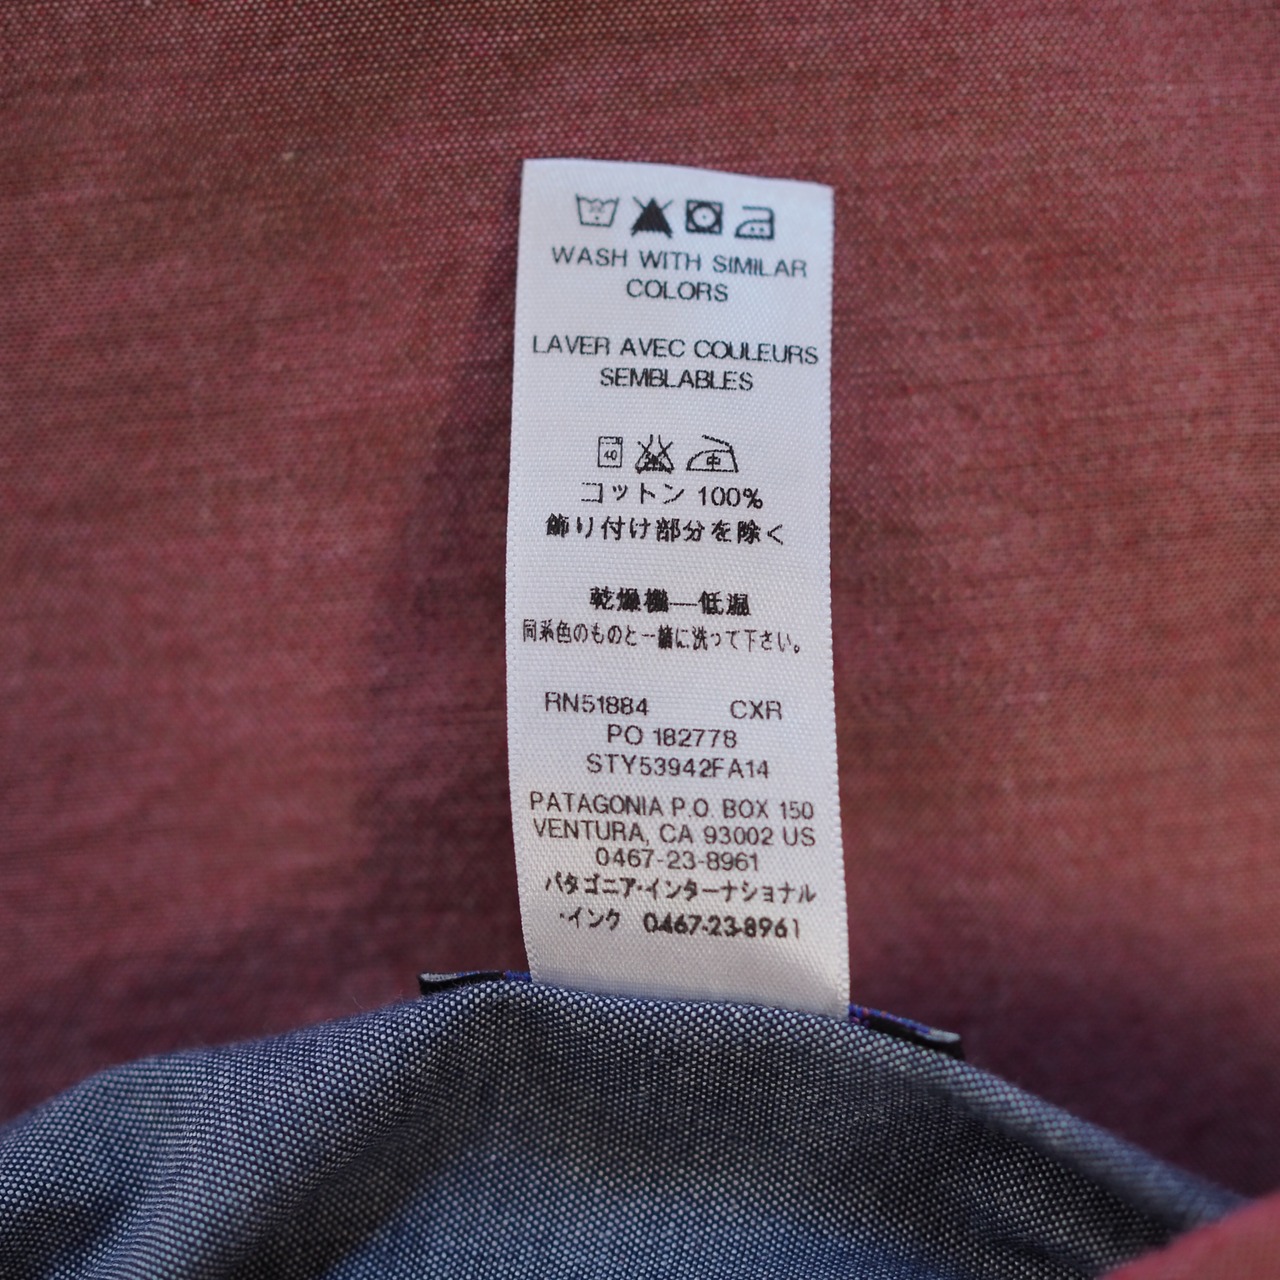 WASH WITH SIMILAR
COLORS
LAVER AVEC COULEURS
SEMBLABLES
40
中
コットン 100%
飾り付け部分を除く
乾燥機—低温
同系色のものと一緒に洗って下さい。
RN51884 CXR
PO 182778
STY53942FA14
PATAGONIA P.O. BOX 150
VENTURA, CA 93002 US
0467-23-8961
パタゴニア・インターナショナル
・インク 0467-23-8961